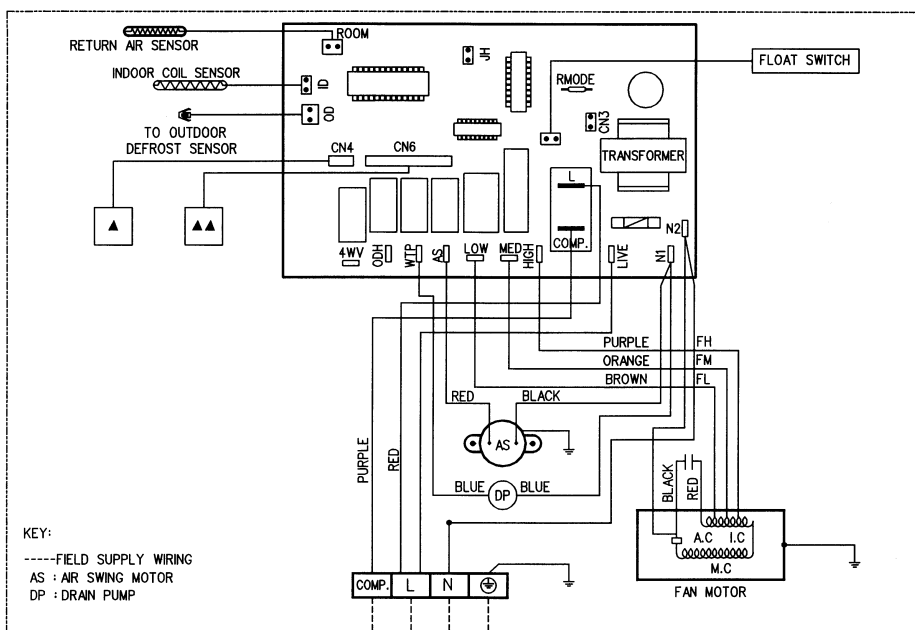 ROOM
RETURN AIR SENSOR
JH
FLOAT SWITCH
INDOOR COIL SENSOR
ID
RMODE
OD
CN3
TO OUTDOOR
DEFROST SENSOR
CN4
CN6
TRANSFORMER
L
N2
4WV
ODH
WTP
AS
LOW
MED
HIGH
COMP.
LIVE
N1
PURPLE
FH
ORANGE
FM
BROWN
FL
RED
BLACK
AS
PURPLE
RED
BLUE
DP
BLUE
BLACK
RED
A.C
I.C
M.C
FAN MOTOR
KEY:
-----FIELD SUPPLY WIRING
AS : AIR SWING MOTOR
DP : DRAIN PUMP
COMP.
L
N